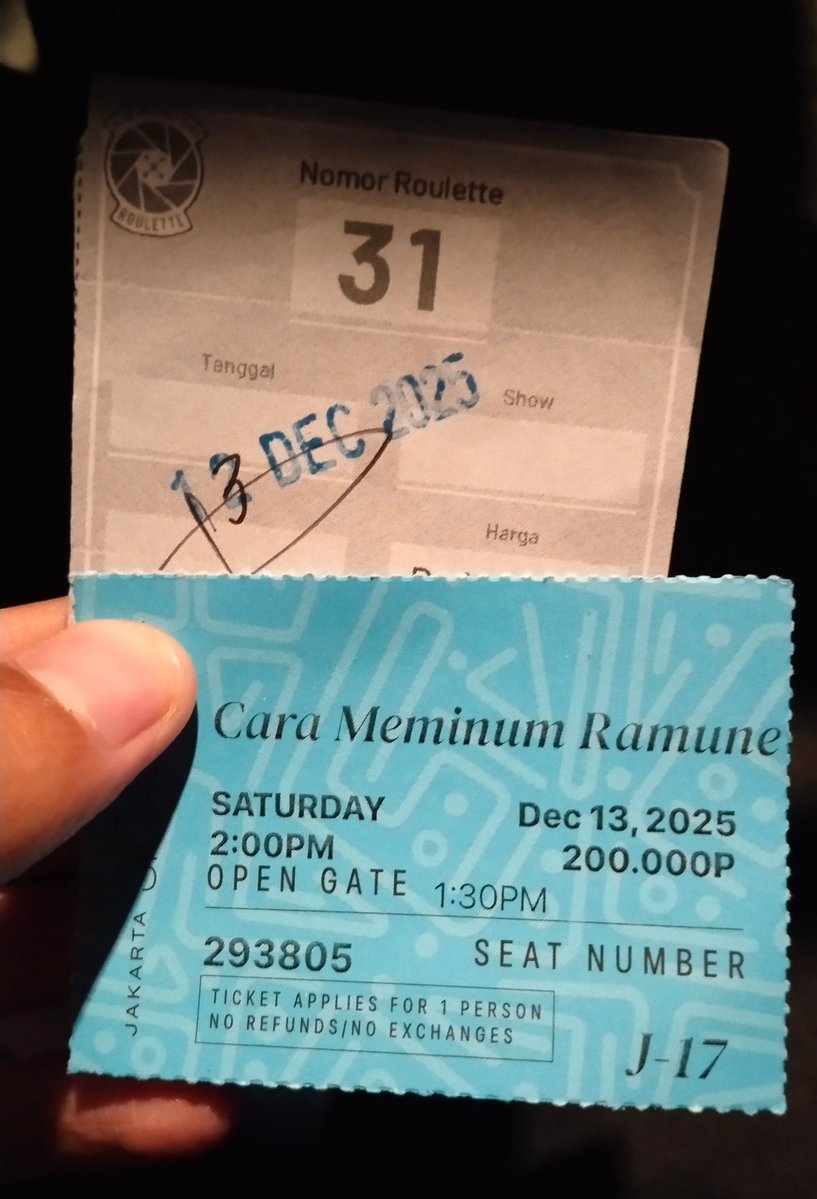 ROULETTE
Nomor Roulette
31
Tanggal
13 DEC 2025
Show
Harga
Cara Meminum Ramune
SATURDAY
Dec 13, 2025
2:00PM
200.000P
OPEN GATE 1:30PM
293805
SEAT NUMBER
TICKET APPLIES FOR 1 PERSON
NO REFUNDS/NO EXCHANGES
J-17
JAKARTA